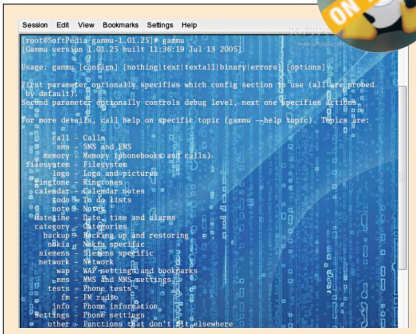 ON
Session Edit View Bookmarks Settings Help
[root@SoftPedia gammu-1.01.25]# gammu
[Gammu version 1.01.25 built 11:36:19 Jul 13 2005]
Usage: gammu [confign] [nothing|text|textall|binary|errors] [options]
First parameter optionally specifies which config section to use (all are probed
by default).
Second parameter optionally controls debug level, next one specifies actions.
For more details, call help on specific topic (gammu --help topic). Topics are:
call - Calls
sms - SMS and EMS
memory - Memory (phonebooks and calls)
filesystem - Filesystem
logo - Logo and pictures
ringtone - Ringtones
calendar - Calendar notes
todo - To do lists
note - Notes
datetime - Date, time and alarms
category - Categories
backup - Backing up and restoring
nokia - Nokia specific
siemens - Siemens specific
network - Network
wap - WAP settings and bookmarks
mms - MMS and MMS settings
tests - Phone tests
fm - FM radio
info - Phone information
settings - Phone settings
other - Functions that don't fit elsewhere